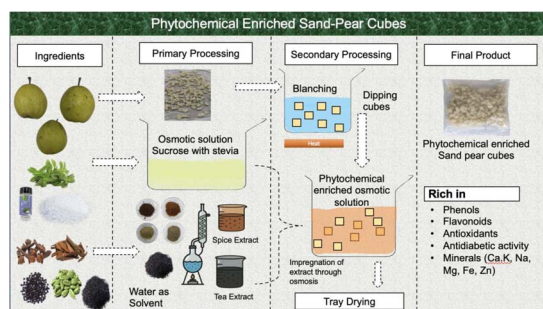 Phytochemical Enriched Sand-Pear Cubes
Ingredients
Primary Processing
Osmotic solution
Sucrose with stevia
Spice Extract
Water as
Solvent
Tea Extract
Secondary Processing
Blanching
Dipping
cubes
Heat
Phytochemical
enriched osmotic
solution
Impregnation of
extract through
osmosis
Tray Drying
Final Product
Phytochemical enriched
Sand pear cubes
Rich in
• Phenols
• Flavonoids
• Antioxidants
• Antidiabetic activity
• Minerals (Ca.K, Na,
Mg, Fe, Zn)